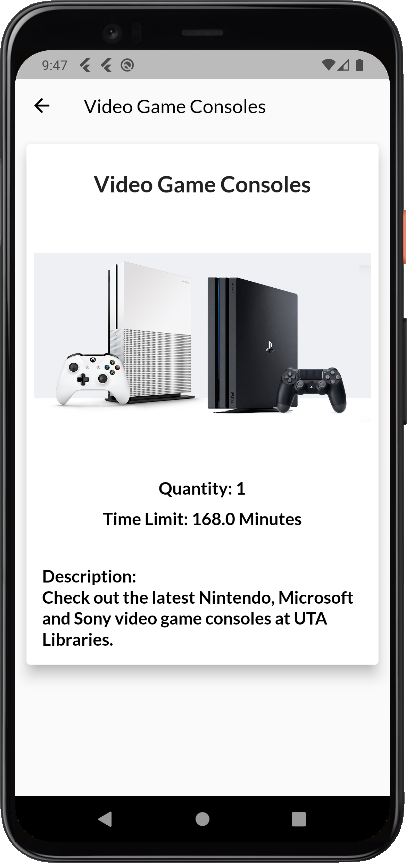 9:47
Video Game Consoles
Video Game Consoles
Quantity: 1
Time Limit: 168.0 Minutes
Description:
Check out the latest Nintendo, Microsoft
and Sony video game consoles at UTA
Libraries.